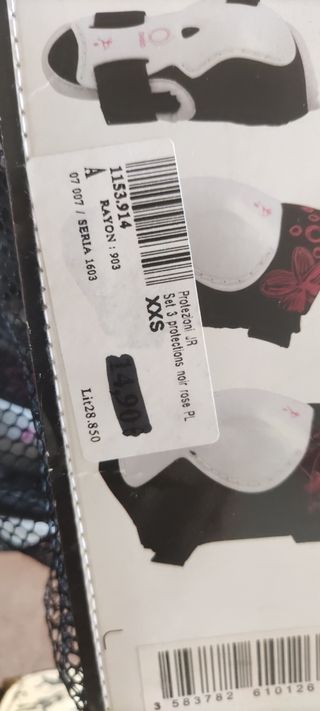 1153.914
RAYON : 903
A
07 007 / SERIA 1603
Protezioni JR
Set 3 protections noir rose PL
XXS
14,90
Lit28.850
3 583782 610126